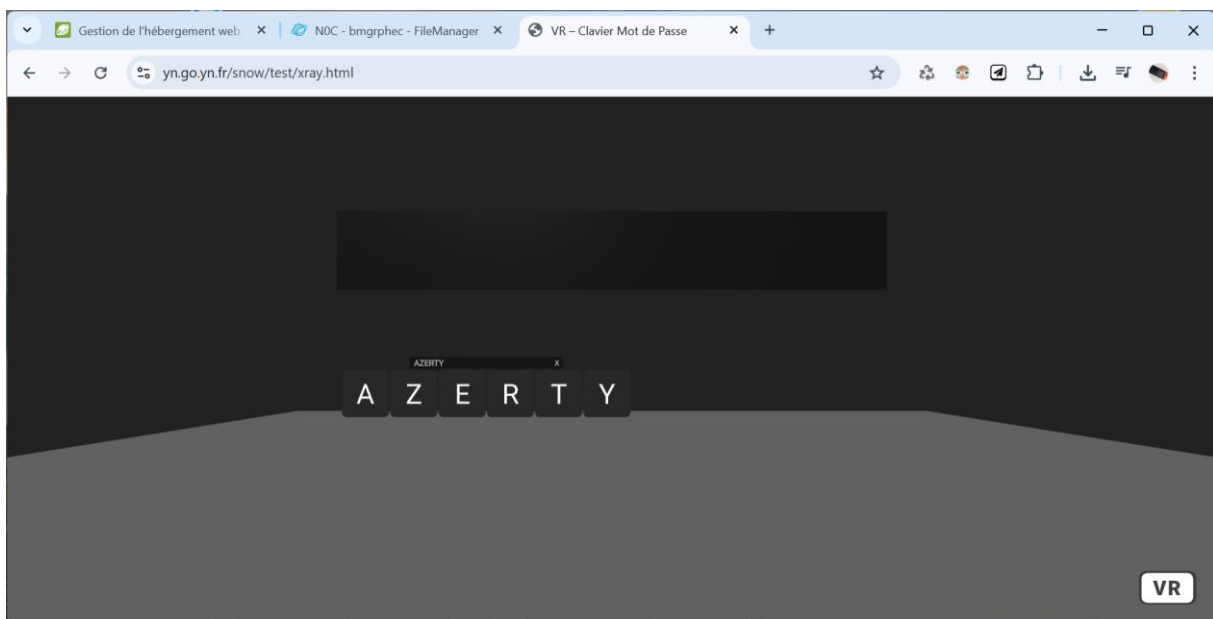 Gestion de l'hébergement web
N0C - bmgrphec - FileManager
VR – Clavier Mot de Passe
yn.go.yn.fr/snow/test/xray.html
AZERTY X
A Z E R T Y
VR